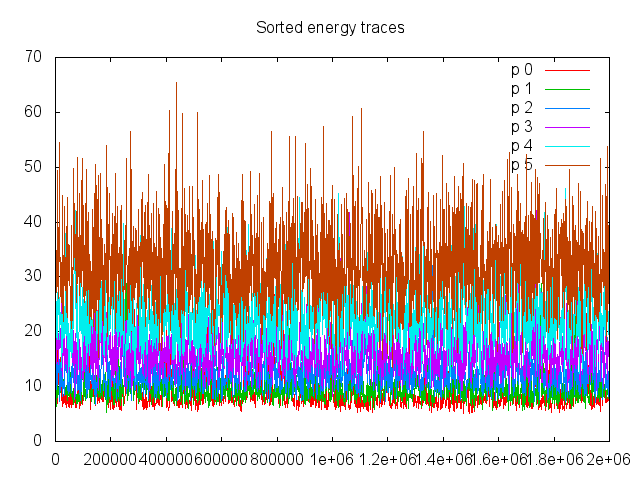 Sorted energy traces
70
p 0
p 1
60
p 2
p 3
p 4
50
p 5
40
30
20
10
0
0 200000 400000 600000 800000 1e+06 1.2e+06 1.4e+06 1.6e+06 1.8e+06 2e+06